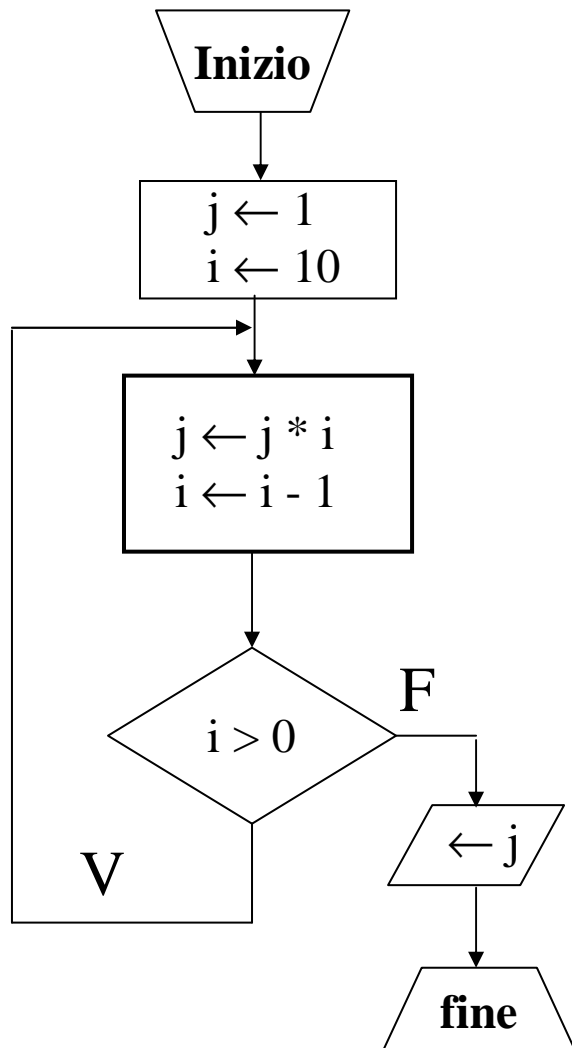 Inizio
j ← 1
i ← 10
j ← j * i
i ← i - 1
i > 0
F
V
← j
fine